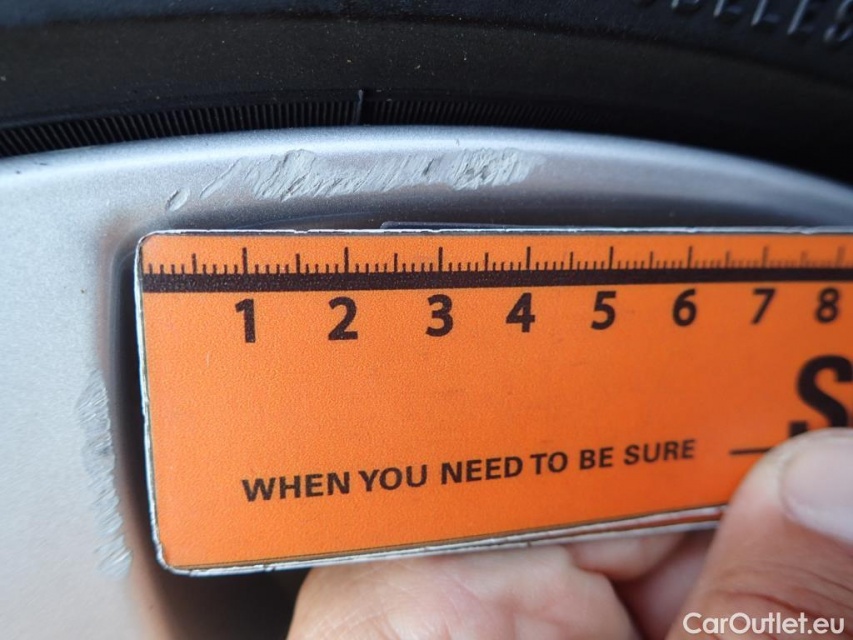 1 2 3 4 5 6 7 8
S
WHEN YOU NEED TO BE SURE
CarOutlet.eu